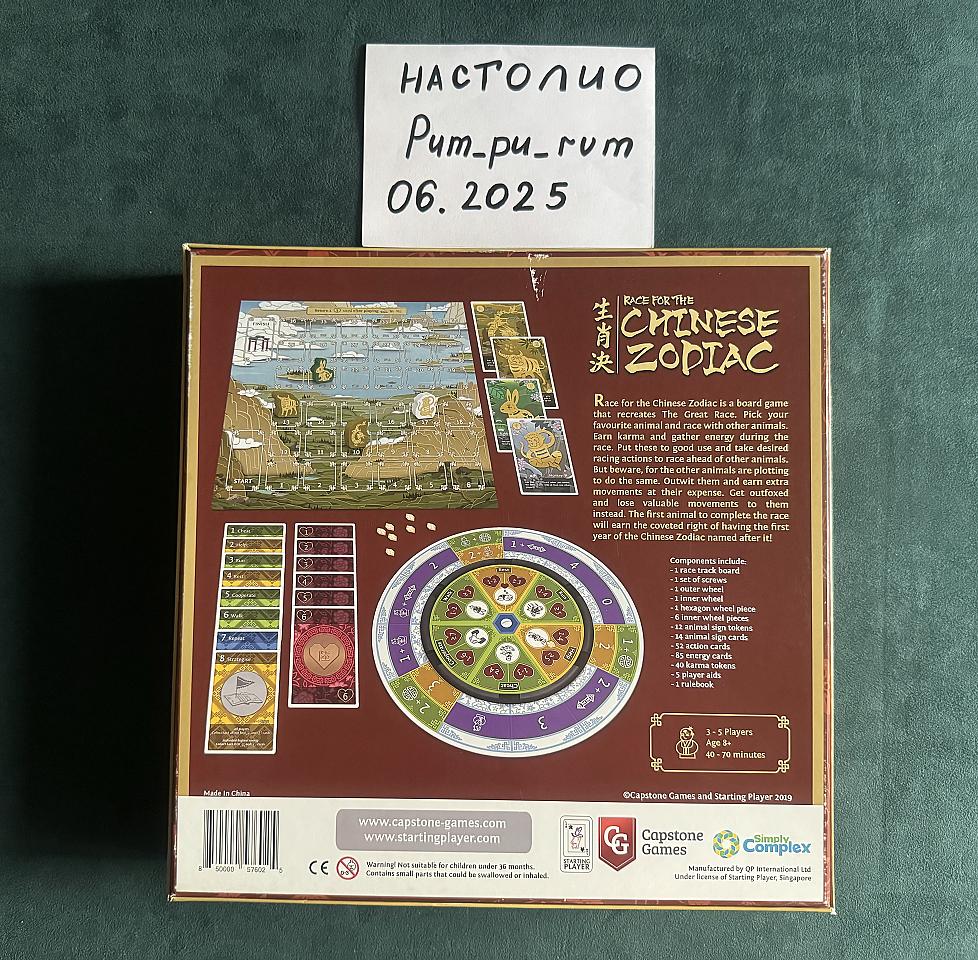 НАСТОЛИО
Pum_pu_rum
06.2025
生肖决
RACE FOR THE
CHINESE
ZODIAC
Race for the Chinese Zodiac is a board game
that recreates The Great Race. Pick your
favourite animal and race with other animals.
Earn karma and gather energy during the
race. Put these to good use and take desired
racing actions to race ahead of other animals.
But beware, for the other animals are plotting
to do the same. Outwit them and earn extra
movements at their expense. Get outfoxed
and lose valuable movements to them
instead. The first animal to complete the race
will earn the coveted right of having the first
year of the Chinese Zodiac named after it!
Components include:
- 1 race track board
- 1 set of screws
- 1 outer wheel
- 1 inner wheel
- 1 hexagon wheel piece
- 6 inner wheel pieces
- 12 animal sign tokens
- 14 animal sign cards
- 52 action cards
- 85 energy cards
- 40 karma tokens
- 5 player aids
- 1 rulebook
3 - 5 Players
Age 8+
40 - 70 minutes
FINISH
START
1 Cheat
3 Run
4 Rest
5 Cooperate
6 Walk
7 Repeat
8 Strategise
Made In China
©Capstone Games and Starting Player 2019
www.capstone-games.com
www.startingplayer.com
8 50000 57602 5
CE
0-3
Warning! Not suitable for children under 36 months.
Contains small parts that could be swallowed or inhaled.
STARTING
PLAYER
CG
Capstone
Games
Simply
Complex
Manufactured by QP International Ltd
Under license of Starting Player, Singapore